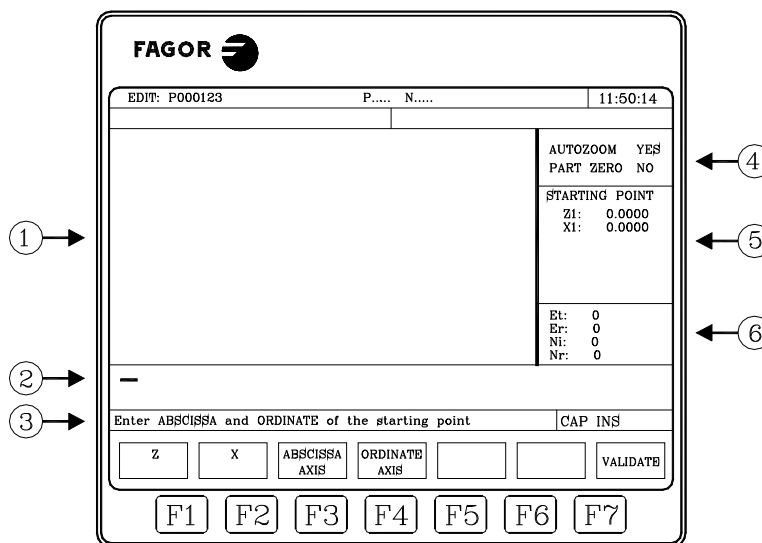 FAGOR
EDIT: P000123 P..... N..... 11:50:14
AUTOZOOM YES
PART ZERO NO
STARTING POINT
Z1: 0.0000
X1: 0.0000
Et: 0
Er: 0
Ni: 0
Nr: 0
Enter ABSCISSA and ORDINATE of the starting point CAP INS
Z X ABSCISSA AXIS ORDINATE AXIS VALIDATE
F1 F2 F3 F4 F5 F6 F7
1
2
3
4
5
6